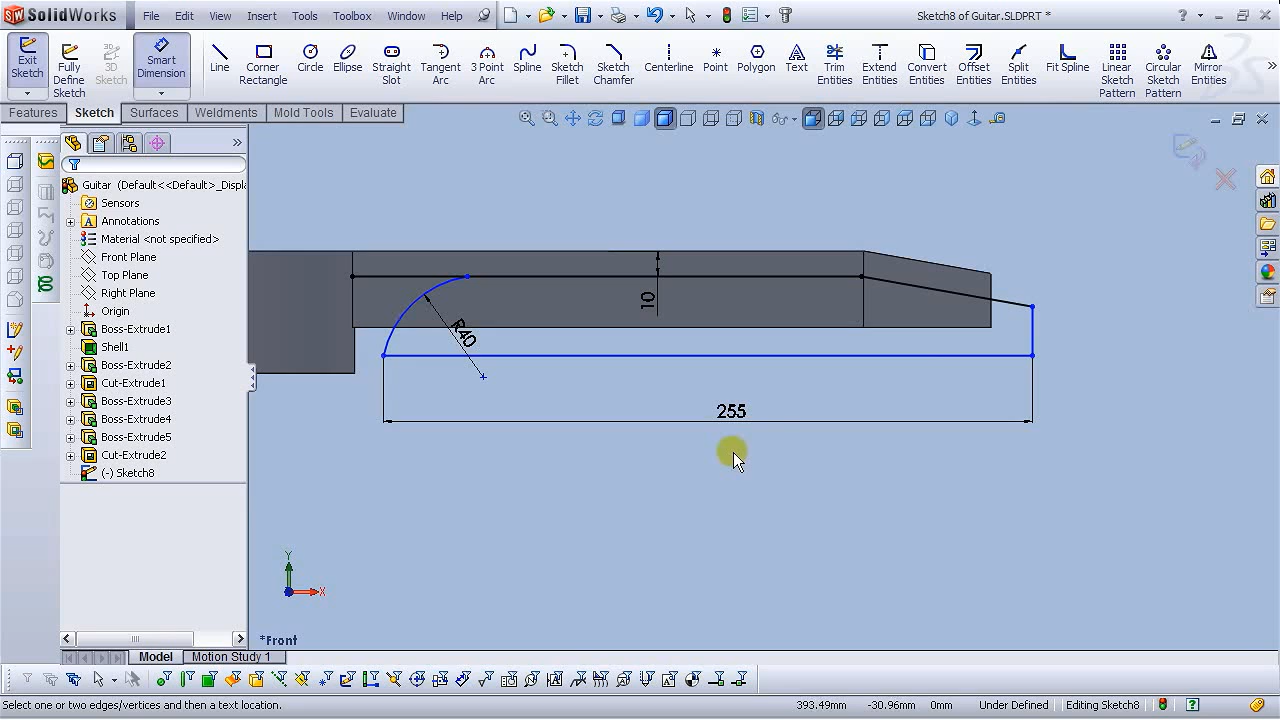 SolidWorks File Edit View Insert Tools Toolbox Window Help Sketch8 of Guitar.SLDPRT *
Exit Sketch Fully Define Sketch 3D Sketch Smart Dimension Line Corner Rectangle Circle Ellipse Straight Slot Tangent Arc 3 Point Arc Spline Sketch Fillet Sketch Chamfer Centerline Point Polygon Text Trim Entities Extend Entities Convert Entities Offset Entities Split Entities Fit Spline Linear Sketch Pattern Circular Sketch Pattern Mirror Entities
Features Sketch Surfaces Weldments Mold Tools Evaluate
Guitar (Default<<Default>_Displ
Sensors
Annotations
Material <not specified>
Front Plane
Top Plane
Right Plane
Origin
Boss-Extrude1
Shell1
Boss-Extrude2
Cut-Extrude1
Boss-Extrude3
Boss-Extrude4
Boss-Extrude5
Cut-Extrude2
(-) Sketch8
10
R40
255
Y
X
*Front
Model Motion Study 1
Select one or two edges/vertices and then a text location. 393.49mm -30.96mm 0mm Under Defined Editing Sketch8